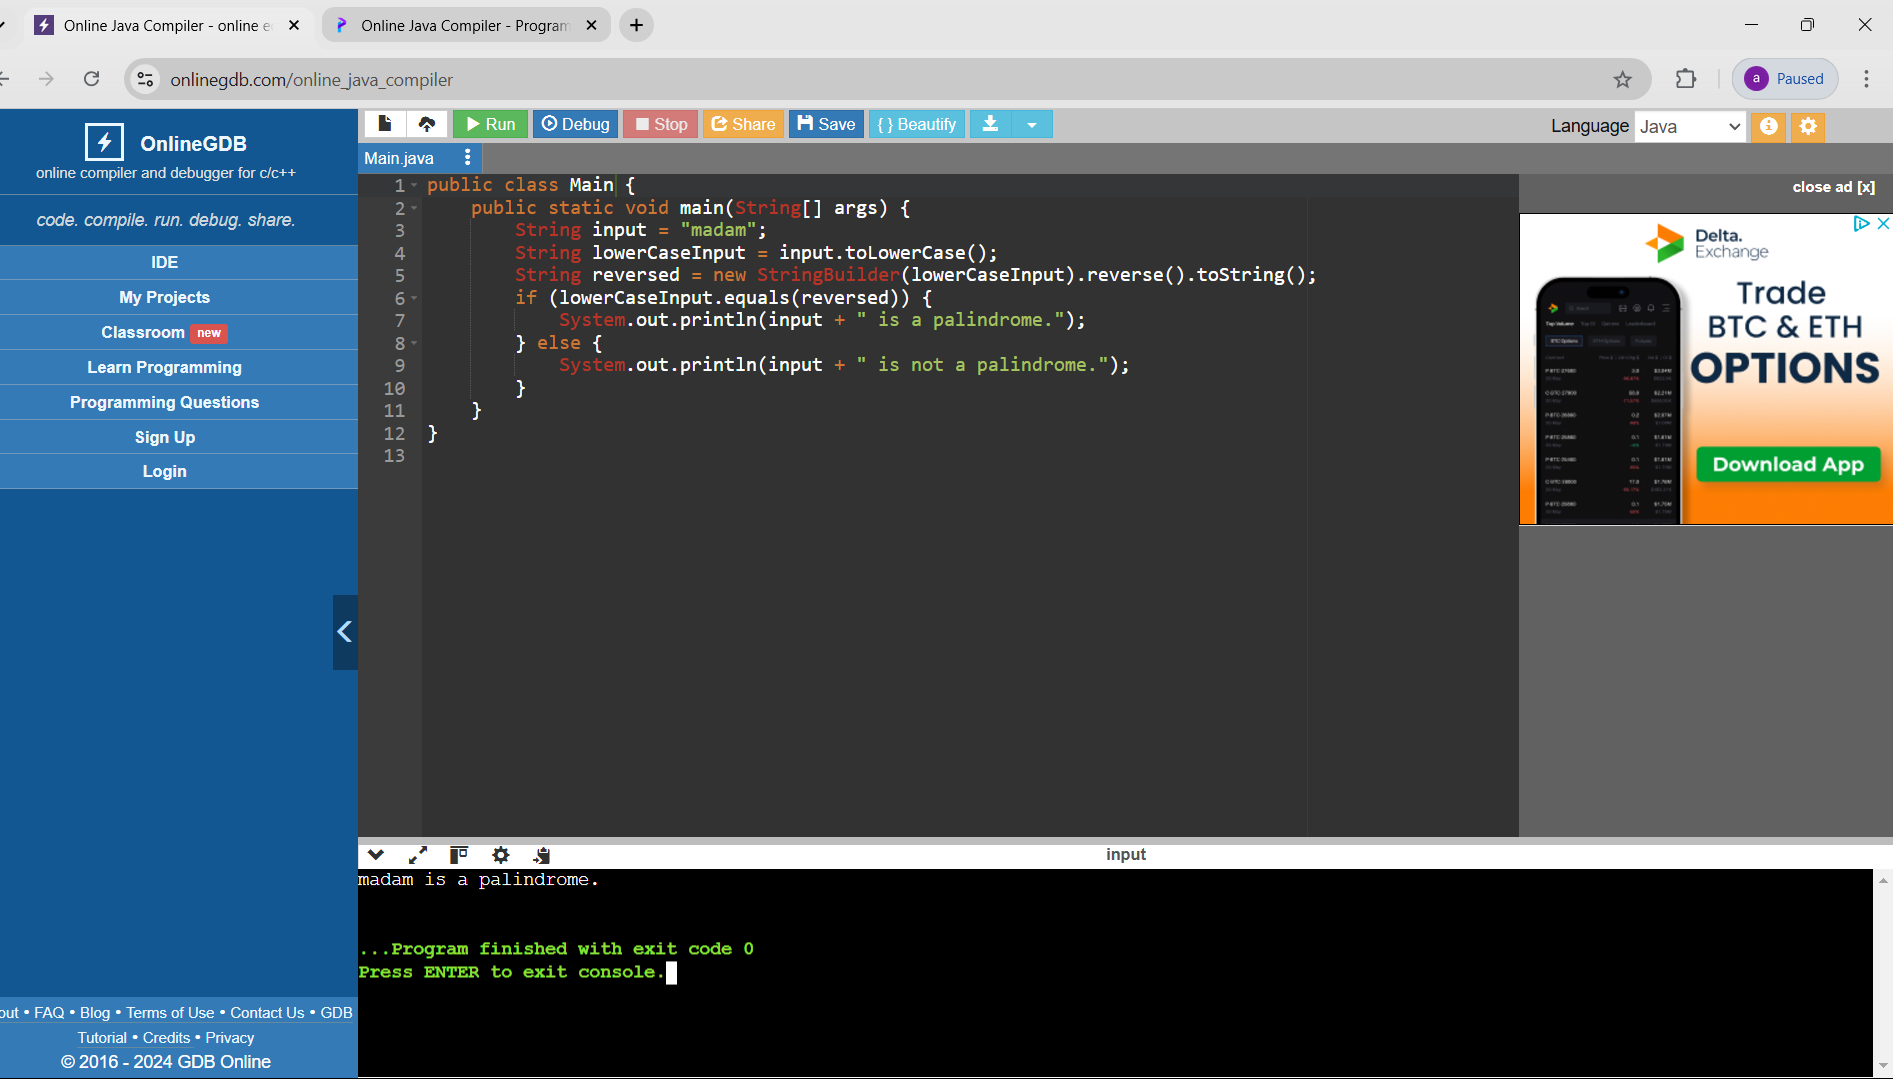 Online Java Compiler - online e
Online Java Compiler - Program
onlinegdb.com/online_java_compiler
a Paused
OnlineGDB
online compiler and debugger for c/c++
code. compile. run. debug. share.
IDE
My Projects
Classroom new
Learn Programming
Programming Questions
Sign Up
Login
out • FAQ • Blog • Terms of Use • Contact Us • GDB
Tutorial • Credits • Privacy
© 2016 - 2024 GDB Online
Run Debug Stop Share Save { } Beautify
Language Java
Main.java
1 public class Main {
2     public static void main(String[] args) {
3         String input = "madam";
4         String lowerCaseInput = input.toLowerCase();
5         String reversed = new StringBuilder(lowerCaseInput).reverse().toString();
6         if (lowerCaseInput.equals(reversed)) {
7             System.out.println(input + " is a palindrome.");
8         } else {
9             System.out.println(input + " is not a palindrome.");
10         }
11     }
12 }
13
close ad [x]
Delta.
Exchange
Trade
BTC & ETH
OPTIONS
Download App
input
madam is a palindrome.
...Program finished with exit code 0
Press ENTER to exit console.